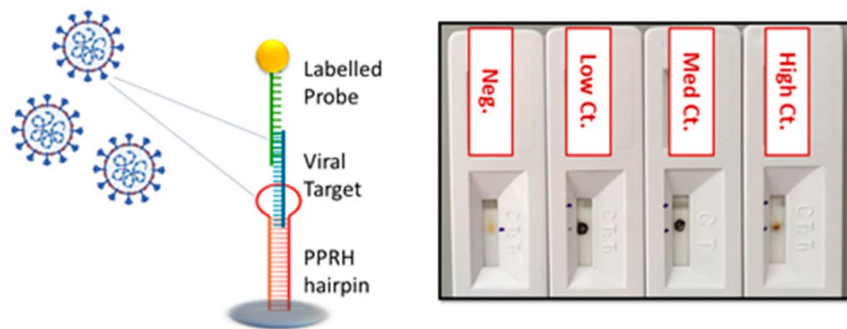 Labelled
Probe
Viral
Target
PPRH
hairpin
Neg.
Low Ct.
Med Ct.
High Ct.
C T